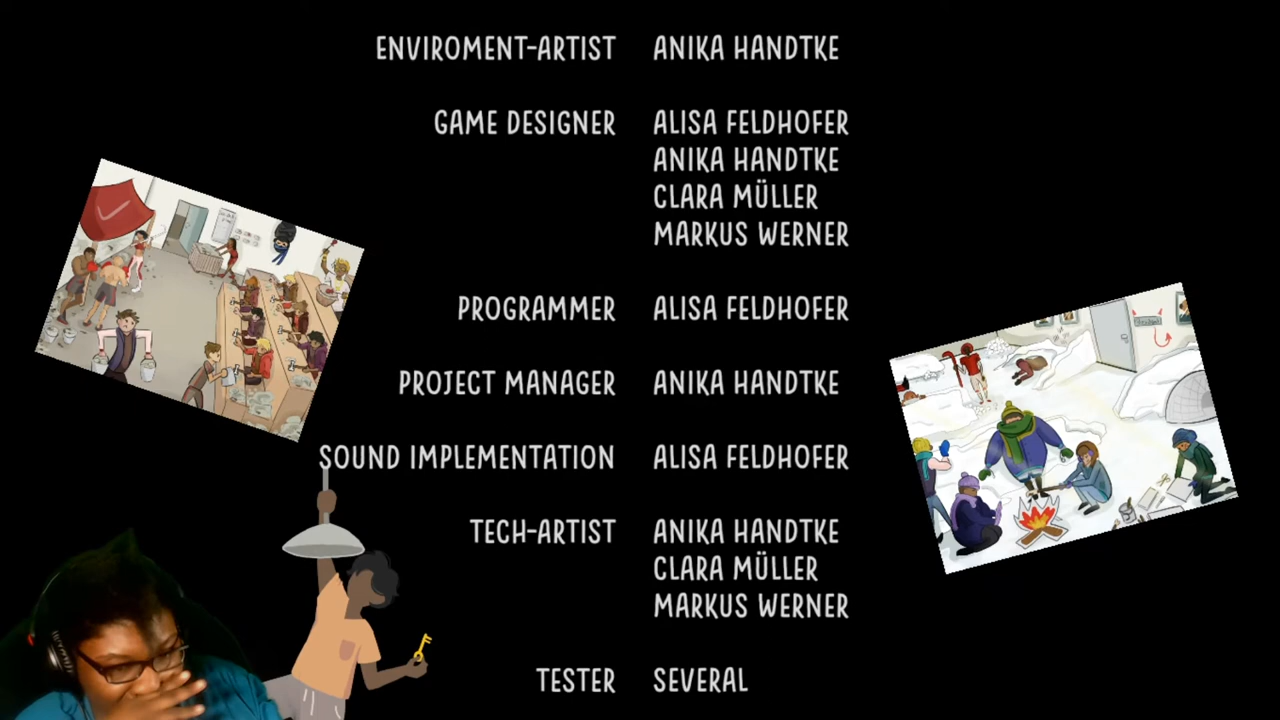 ENVIROMENT-ARTIST ANIKA HANDTKE
GAME DESIGNER ALISA FELDHOFER
ANIKA HANDTKE
CLARA MÜLLER
MARKUS WERNER
PROGRAMMER ALISA FELDHOFER
PROJECT MANAGER ANIKA HANDTKE
SOUND IMPLEMENTATION ALISA FELDHOFER
TECH-ARTIST ANIKA HANDTKE
CLARA MÜLLER
MARKUS WERNER
TESTER SEVERAL